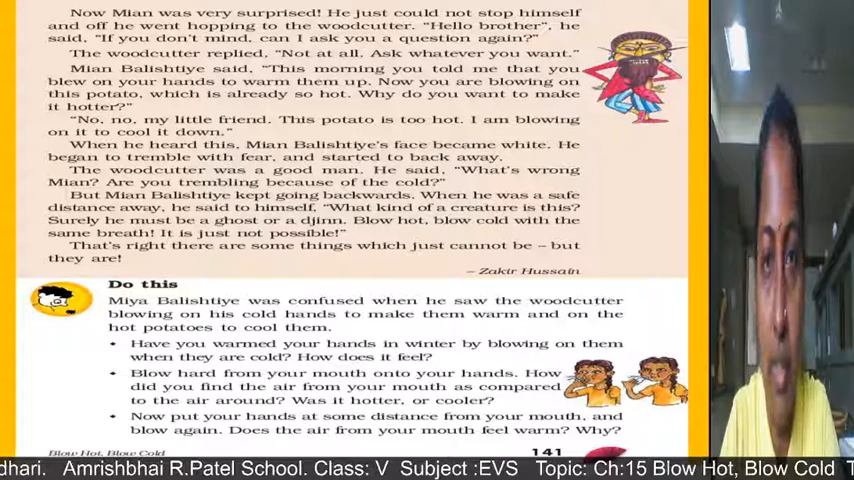 Now Mian was very surprised! He just could not stop himself
and off he went hopping to the woodcutter. “Hello brother”, he
said, “If you don’t mind, can I ask you a question again?”
The woodcutter replied, “Not at all. Ask whatever you want.”
Mian Balishtiye said, “This morning you told me that you
blew on your hands to warm them up. Now you are blowing on
this potato, which is already so hot. Why do you want to make
it hotter?”
“No, no, my little friend. This potato is too hot. I am blowing
on it to cool it down.”
When he heard this, Mian Balishtiye’s face became white. He
began to tremble with fear, and started to back away.
The woodcutter was a good man. He said, “What’s wrong
Mian? Are you trembling because of the cold?”
But Mian Balishtiye kept going backwards. When he was a safe
distance away, he said to himself, “What kind of a creature is this?
Surely he must be a ghost or a djinn. Blow hot, blow cold with the
same breath! It is just not possible!”
That’s right there are some things which just cannot be – but
they are!
– Zakir Hussain
Do this
Miya Balishtiye was confused when he saw the woodcutter
blowing on his cold hands to make them warm and on the
hot potatoes to cool them.
• Have you warmed your hands in winter by blowing on them
when they are cold? How does it feel?
• Blow hard from your mouth onto your hands. How
did you find the air from your mouth as compared
to the air around? Was it hotter, or cooler?
• Now put your hands at some distance from your mouth, and
blow again. Does the air from your mouth feel warm? Why?
Blow Hot, Blow Cold
141
dhari. Amrishbhai R.Patel School. Class: V Subject :EVS Topic: Ch:15 Blow Hot, Blow Cold T